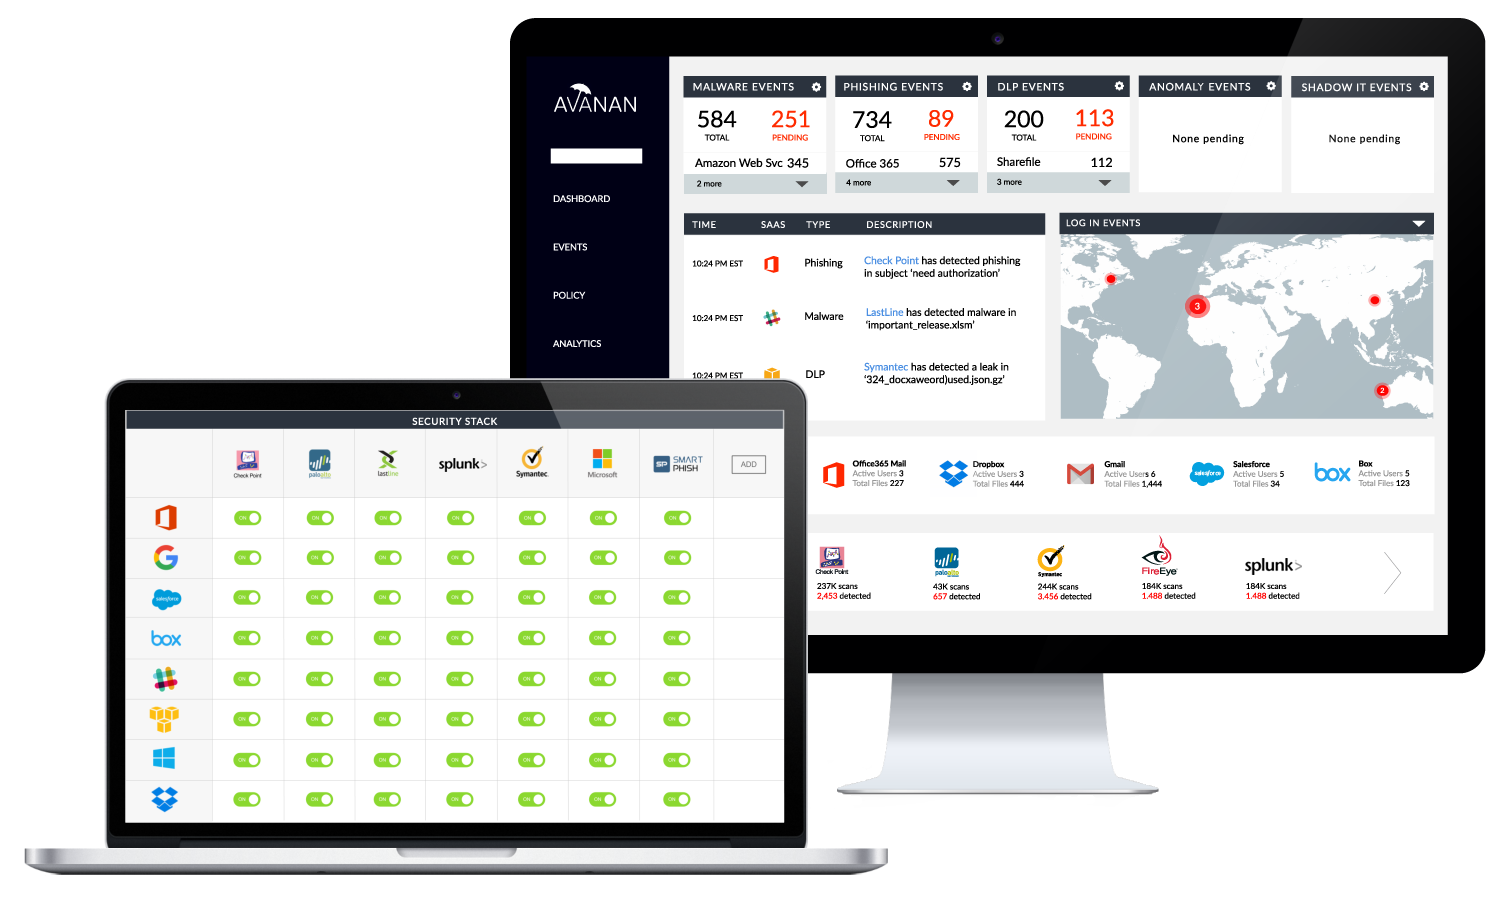 AVANAN
DASHBOARD
EVENTS
POLICY
ANALYTICS
MALWARE EVENTS
584 251
TOTAL PENDING
Amazon Web Svc 345
2 more
PHISHING EVENTS
734 89
TOTAL PENDING
Office 365 575
4 more
DLP EVENTS
200 113
TOTAL PENDING
Sharefile 112
3 more
ANOMALY EVENTS
None pending
SHADOW IT EVENTS
None pending
TIME SAAS TYPE DESCRIPTION
10:24 PM EST Phishing Check Point has detected phishing
in subject ‘need authorization’
10:24 PM EST Malware LastLine has detected malware in
‘important_release.xlsm’
10:24 PM EST DLP Symantec has detected a leak in
‘324_docxaweord)used.json.gz’
LOG IN EVENTS
3
2
Office365 Mail
Active Users 3
Total Files 227
Dropbox
Active Users 3
Total Files 444
Gmail
Active Users 6
Total Files 1,444
salesforce
Salesforce
Active Users 5
Total Files 34
box
Box
Active Users 5
Total Files 123
Check Point
237K scans
2,453 detected
43K scans
657 detected
Symantec
244K scans
3.456 detected
FireEye
184K scans
1.488 detected
splunk>
184K scans
1.488 detected
SECURITY STACK
Check Point
lastline
splunk>
Symantec.
Microsoft
SP SMART
PHISH
ADD
ON ON ON ON ON ON ON
ON ON ON ON ON ON ON
salesforce ON ON ON ON ON ON ON
box ON ON ON ON ON ON ON
ON ON ON ON ON ON ON
ON ON ON ON ON ON ON
ON ON ON ON ON ON ON
ON ON ON ON ON ON ON